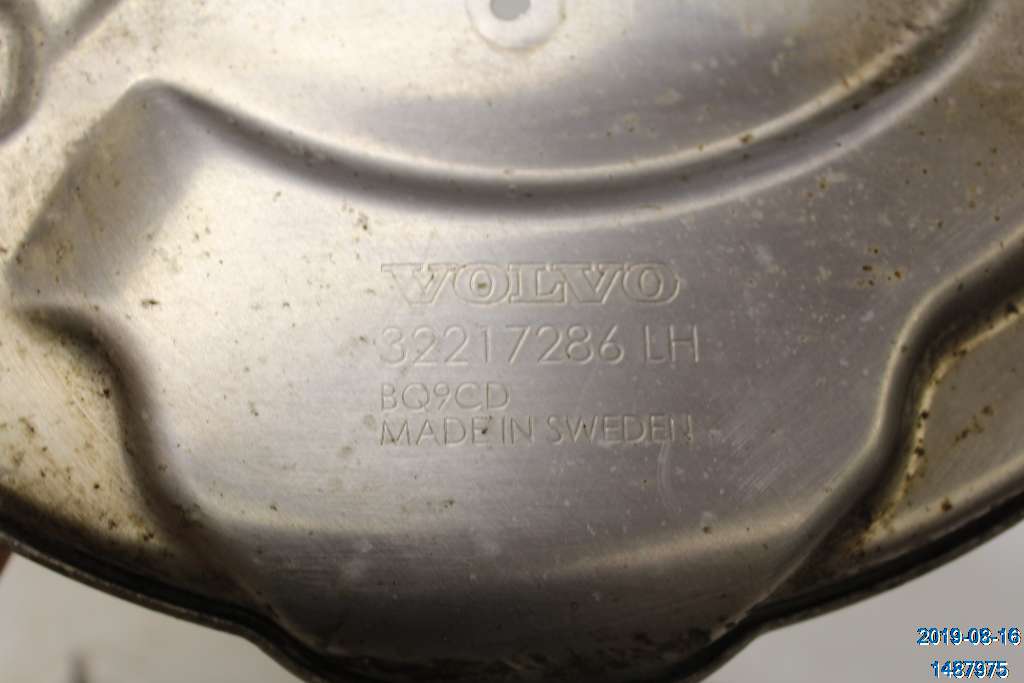 VOLVO
32217286 LH
BQ9CD
MADE IN SWEDEN
2019-08-16
1487975